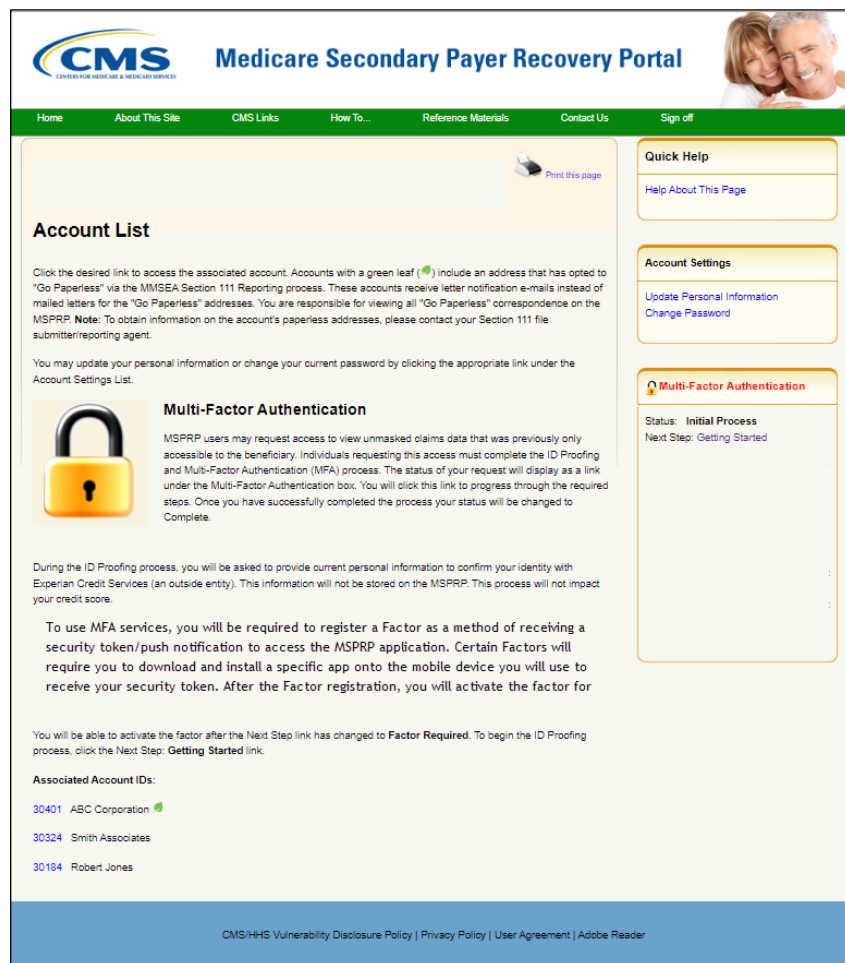 CMS
CENTERS FOR MEDICARE & MEDICAID SERVICES
Medicare Secondary Payer Recovery Portal
Home About This Site CMS Links How To... Reference Materials Contact Us Sign off
Print this page
Account List
Click the desired link to access the associated account. Accounts with a green leaf ( ) include an address that has opted to
"Go Paperless" via the MMSEA Section 111 Reporting process. These accounts receive letter notification e-mails instead of
mailed letters for the "Go Paperless" addresses. You are responsible for viewing all "Go Paperless" correspondence on the
MSPRP. Note: To obtain information on the account's paperless addresses, please contact your Section 111 file
submitter/reporting agent.
You may update your personal information or change your current password by clicking the appropriate link under the
Account Settings List.
Multi-Factor Authentication
MSPRP users may request access to view unmasked claims data that was previously only
accessible to the beneficiary. Individuals requesting this access must complete the ID Proofing
and Multi-Factor Authentication (MFA) process. The status of your request will display as a link
under the Multi-Factor Authentication box. You will click this link to progress through the required
steps. Once you have successfully completed the process your status will be changed to
Complete.
During the ID Proofing process, you will be asked to provide current personal information to confirm your identity with
Experian Credit Services (an outside entity). This information will not be stored on the MSPRP. This process will not impact
your credit score.
To use MFA services, you will be required to register a Factor as a method of receiving a
security token/push notification to access the MSPRP application. Certain Factors will
require you to download and install a specific app onto the mobile device you will use to
receive your security token. After the Factor registration, you will activate the factor for
You will be able to activate the factor after the Next Step link has changed to Factor Required. To begin the ID Proofing
process, click the Next Step: Getting Started link.
Associated Account IDs:
30401 ABC Corporation
30324 Smith Associates
30184 Robert Jones
Quick Help
Help About This Page
Account Settings
Update Personal Information
Change Password
Multi-Factor Authentication
Status: Initial Process
Next Step: Getting Started
CMS/HHS Vulnerability Disclosure Policy | Privacy Policy | User Agreement | Adobe Reader